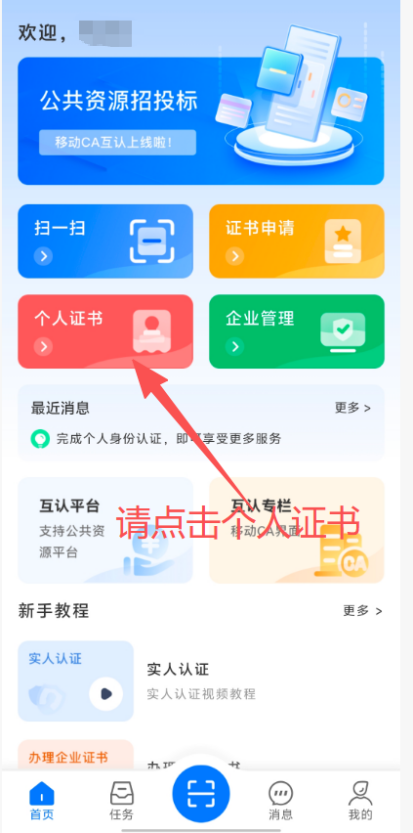 欢迎，
公共资源招投标
移动CA互认上线啦！
扫一扫
证书申请
个人证书
企业管理
最近消息
更多 >
完成个人身份认证，即可享受更多服务
互认平台
支持公共资
源平台
互认专栏
移动CA界面
请点击个人证书
新手教程
更多 >
实人认证
实人认证
实人认证视频教程
办理企业证书
首页
任务
消息
我的